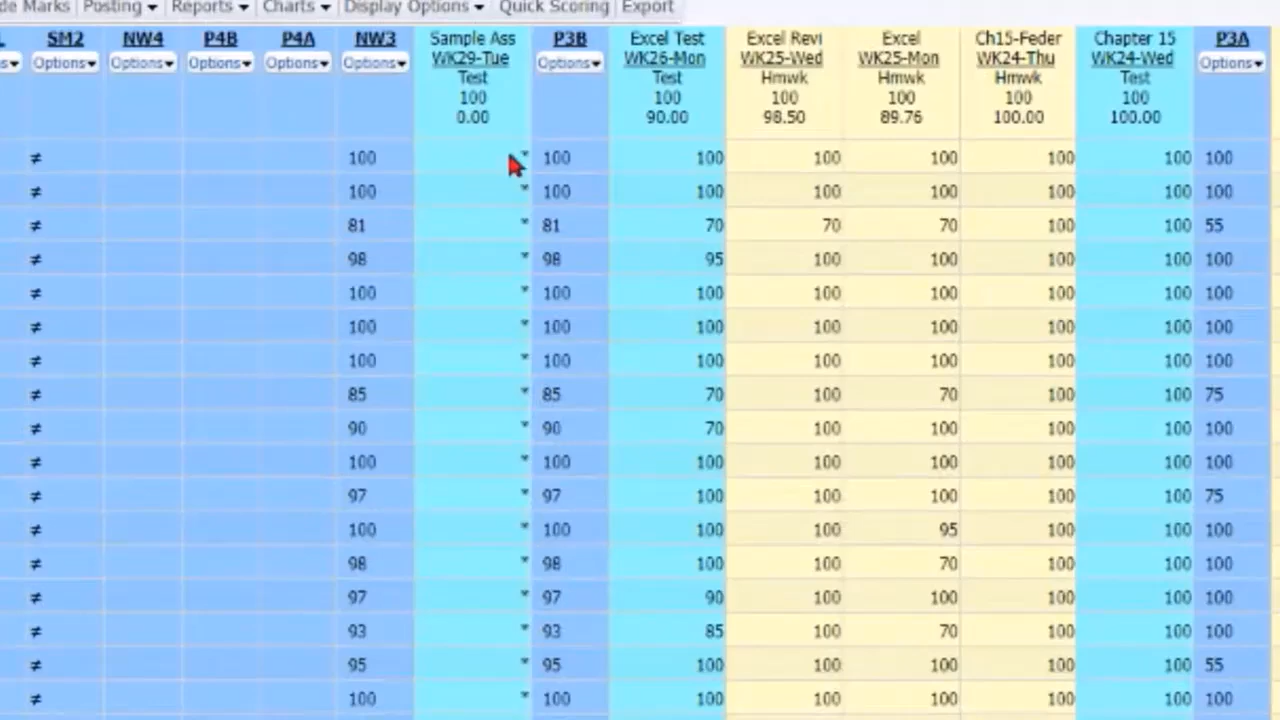 de Marks Posting Reports Charts Display Options Quick Scoring Export
SM2 NW4 P4B P4A NW3 Sample Ass P3B Excel Test Excel Revi Excel Ch15-Feder Chapter 15 P3A
Options Options Options Options Options WK29-Tue Options WK26-Mon WK25-Wed WK25-Mon WK24-Thu WK24-Wed Options
Test Test Hmwk Hmwk Hmwk Test
100 100 100 100 100 100
0.00 90.00 98.50 89.76 100.00 100.00
≠ 100 * 100 100 100 100 100 100 100
≠ 100 * 100 100 100 100 100 100 100
≠ 81 * 81 70 70 70 100 100 55
≠ 98 * 98 95 100 100 100 100 100
≠ 100 * 100 100 100 100 100 100 100
≠ 100 * 100 100 100 100 100 100 100
≠ 100 * 100 100 100 100 100 100 100
≠ 85 * 85 70 100 70 100 100 75
≠ 90 * 90 70 100 100 100 100 100
≠ 100 * 100 100 100 100 100 100 100
≠ 97 * 97 100 100 100 100 100 75
≠ 100 * 100 100 100 95 100 100 100
≠ 98 * 98 100 100 70 100 100 100
≠ 97 * 97 90 100 100 100 100 100
≠ 93 * 93 85 100 70 100 100 100
≠ 95 * 95 100 100 100 100 100 55
≠ 100 * 100 100 100 100 100 100 100